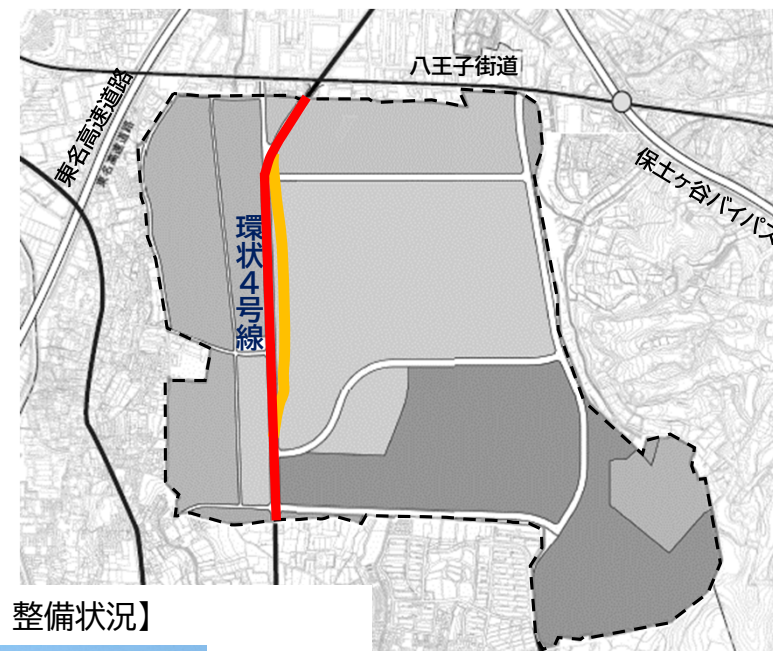 八王子街道
東名高速道路
東名高速道路
保土ヶ谷バイパス
環状4号線
整備状況】